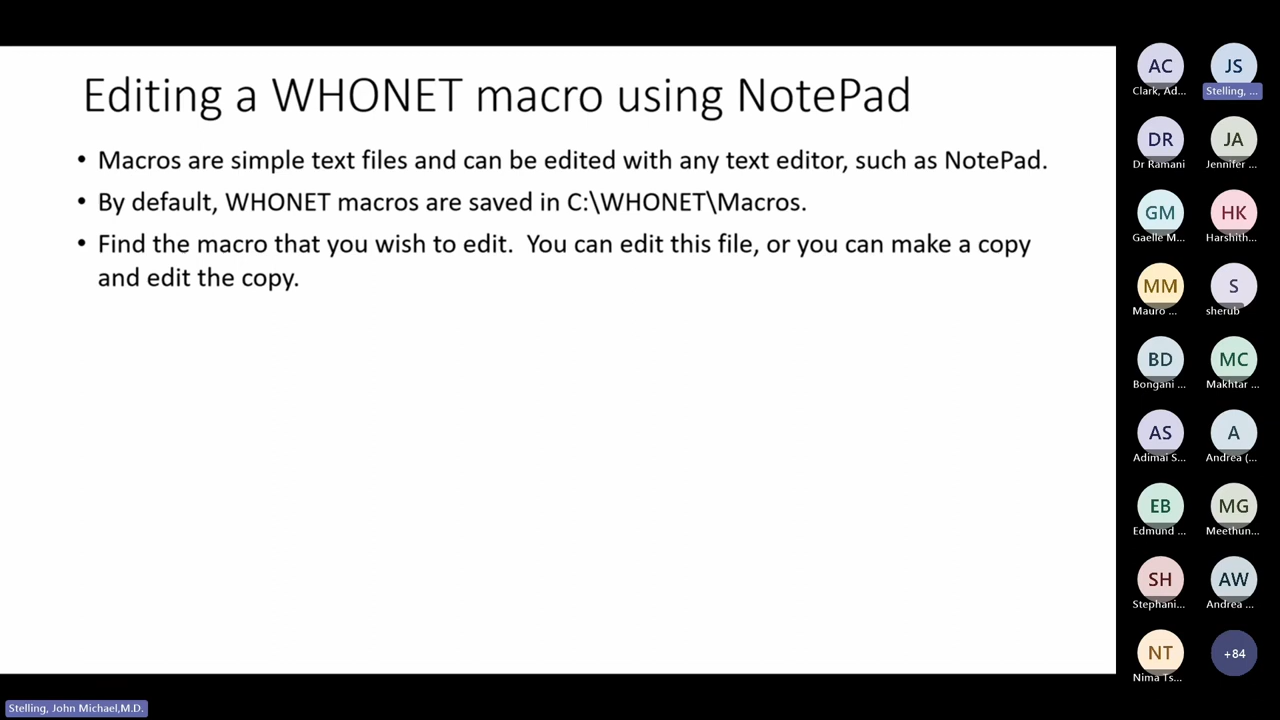 Editing a WHONET macro using NotePad
• Macros are simple text files and can be edited with any text editor, such as NotePad.
• By default, WHONET macros are saved in C:\WHONET\Macros.
• Find the macro that you wish to edit. You can edit this file, or you can make a copy
and edit the copy.
AC JS
Clark, Ad... Stelling, ...
DR JA
Dr Ramani Jennifer ...
GM HK
Gaelle M... Harshith...
MM S
Mauro ... sherub
BD MC
Bongani ... Makhtar ...
AS A
Adimai S... Andrea (...
EB MG
Edmund ... Meethun...
SH AW
Stephani... Andrea ...
NT +84
Nima Ts...
Stelling, John Michael,M.D.